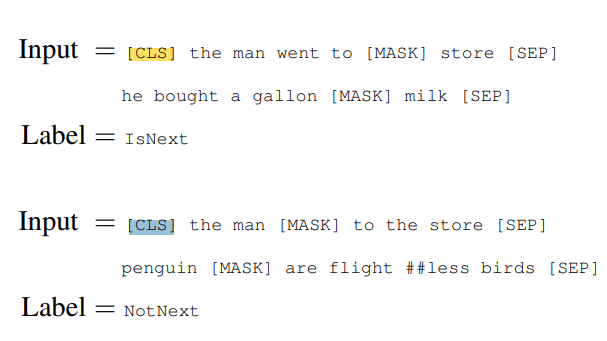 Input = [CLS] the man went to [MASK] store [SEP]
he bought a gallon [MASK] milk [SEP]
Label = IsNext
Input = [CLS] the man [MASK] to the store [SEP]
penguin [MASK] are flight ##less birds [SEP]
Label = NotNext